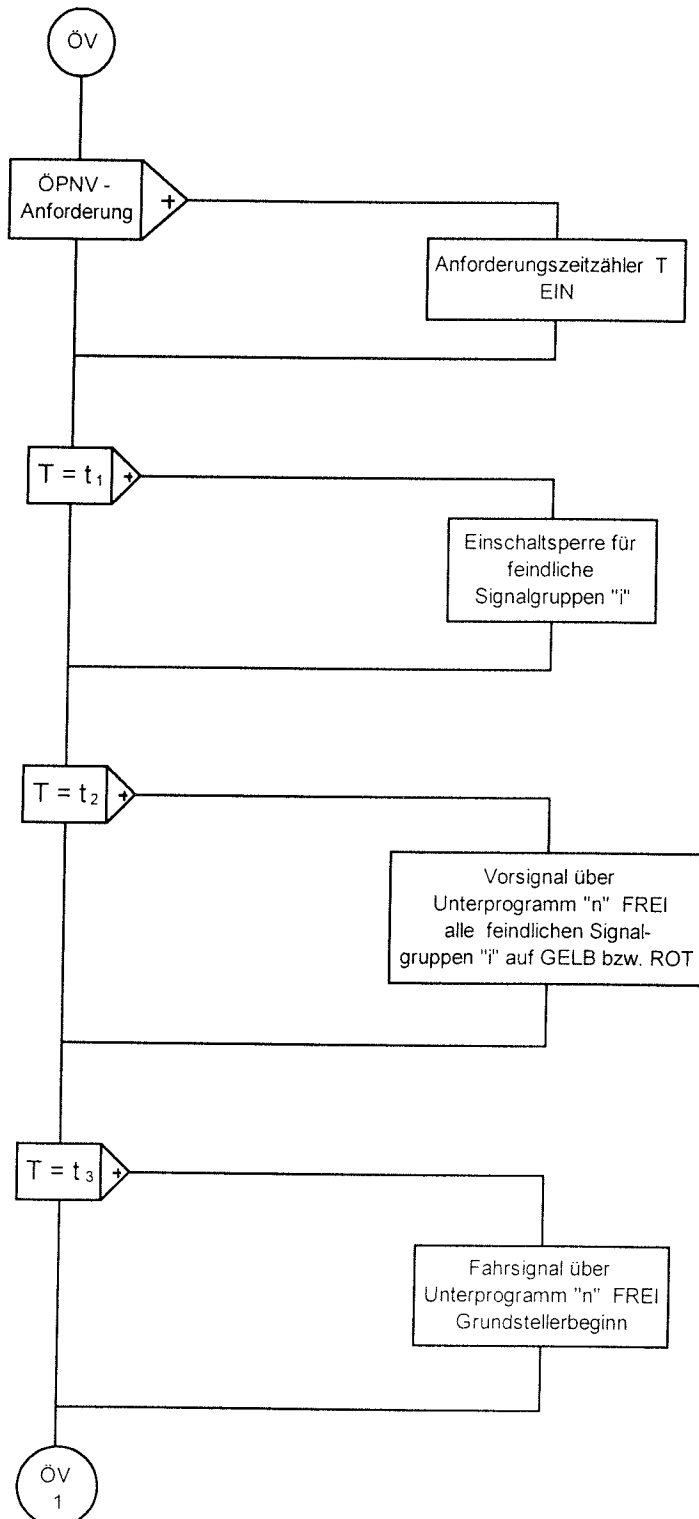 ÖV
ÖPNV -
Anforderung
+
Anforderungszeitzähler T
EIN
T = t₁
+
Einschaltsperre für
feindliche
Signalgruppen "i"
T = t₂
+
Vorsignal über
Unterprogramm "n" FREI
alle feindlichen Signal-
gruppen "i" auf GELB bzw. ROT
T = t₃
+
Fahrsignal über
Unterprogramm "n" FREI
Grundstellerbeginn
ÖV
1